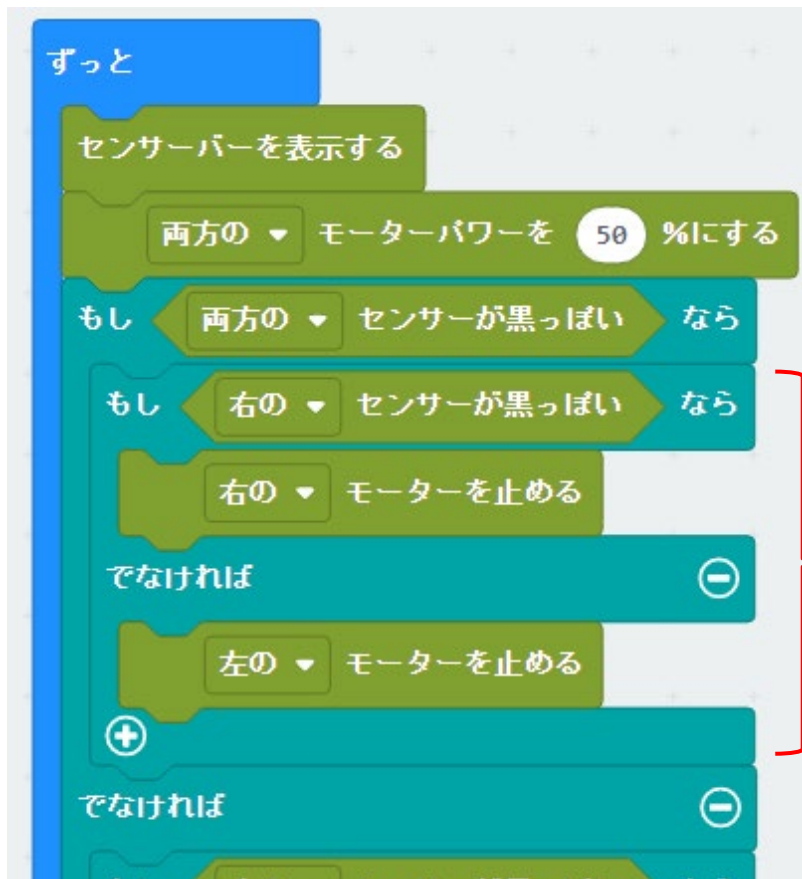 ずっと
センサーバーを表示する
両方の モーターパワーを 50 %にする
もし 両方の センサーが黒っぽい なら
もし 右の センサーが黒っぽい なら
右の モーターを止める
でなければ
左の モーターを止める
でなければ